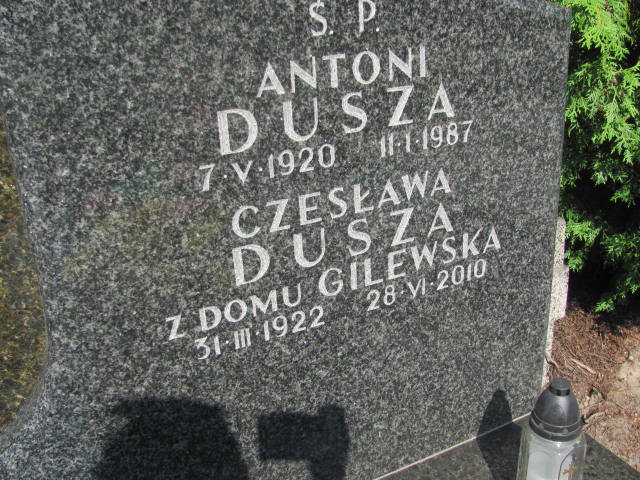 Ś. P.
ANTONI
DUSZA
7·V·1920 11·I·1987
CZESŁAWA
DUSZA
Z DOMU GILEWSKA
31·III·1922 28·VI·2010